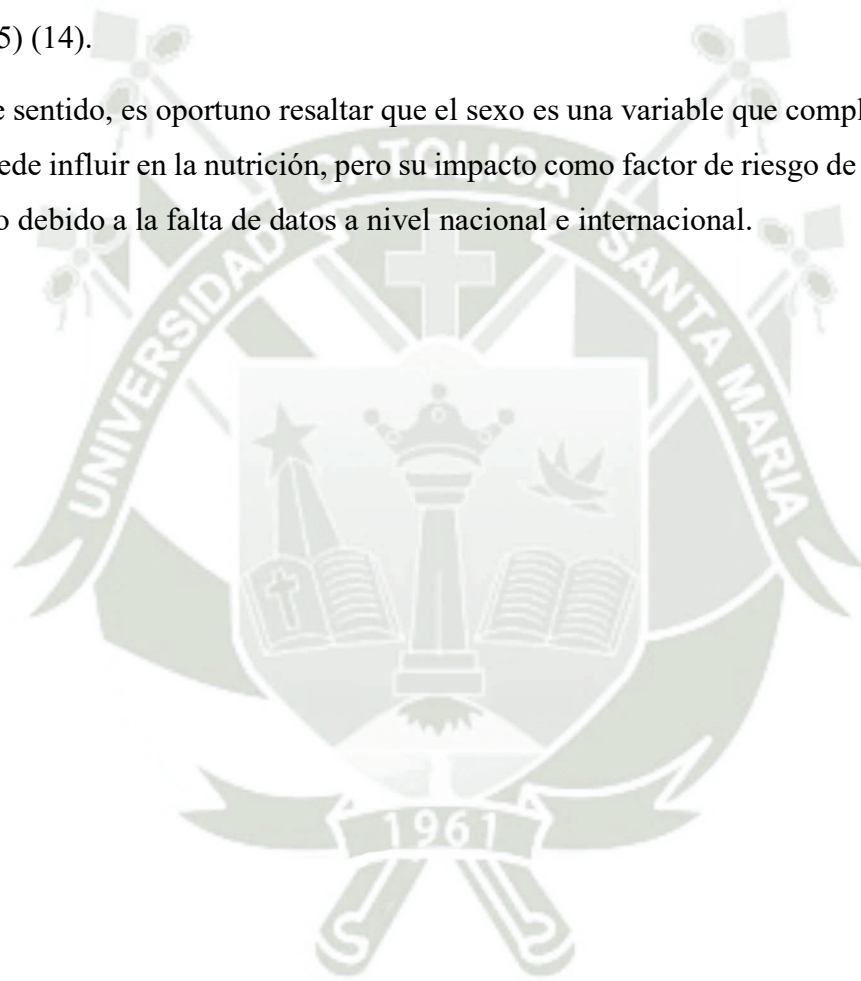 5) (14).
e sentido, es oportuno resaltar que el sexo es una variable que compl
ede influir en la nutrición, pero su impacto como factor de riesgo de
o debido a la falta de datos a nivel nacional e internacional.
UNIVERSIDAD CATOLICA SANTA MARIA
1961